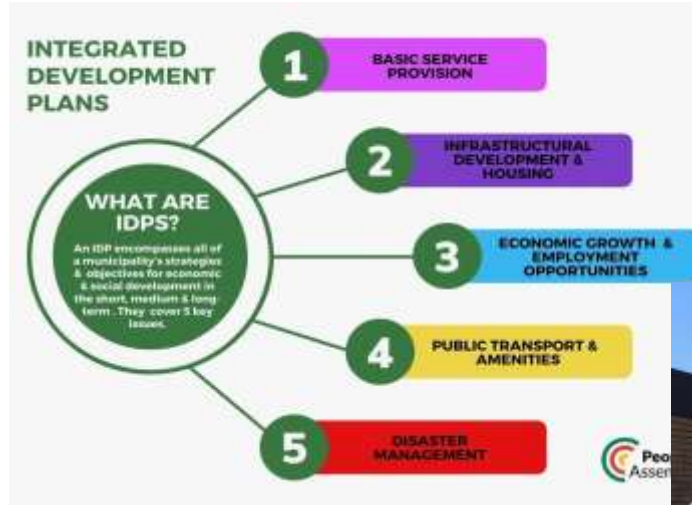 INTEGRATED
DEVELOPMENT
PLANS
WHAT ARE
IDPS?
An IDP encompasses all of
a municipality's strategies
& objectives for economic
& social development in
the short, medium & long-
term . They cover 5 key
issues.
1
BASIC SERVICE
PROVISION
2
INFRASTRUCTURAL
DEVELOPMENT &
HOUSING
3
ECONOMIC GROWTH &
EMPLOYMENT
OPPORTUNITIES
4
PUBLIC TRANSPORT &
AMENITIES
5
DISASTER
MANAGEMENT
Peo
Assem